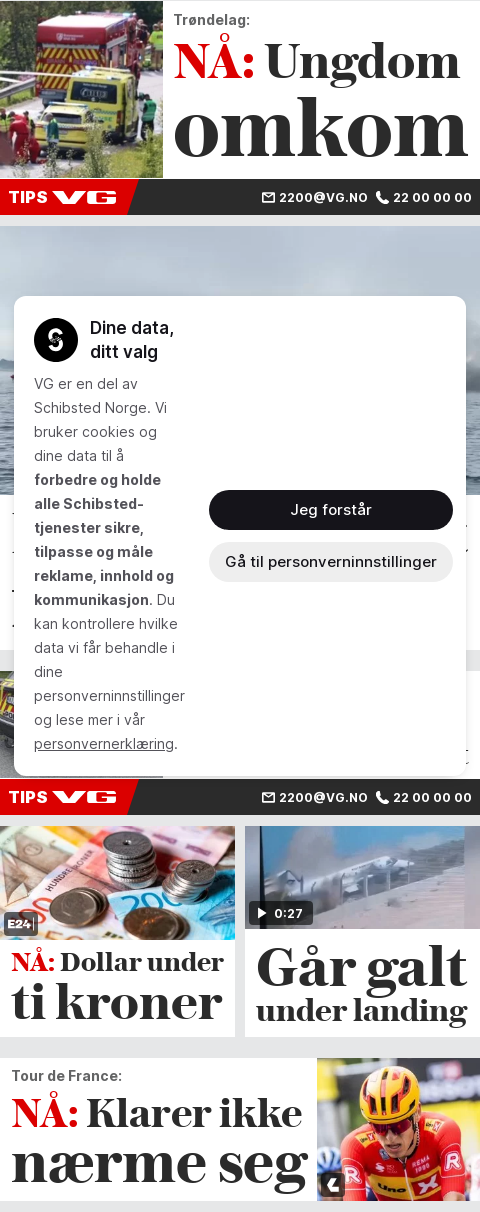 Trøndelag:
NÅ: Ungdom
omkom
TIPS VG 2200@VG.NO 22 00 00 00
Dine data,
ditt valg
VG er en del av
Schibsted Norge. Vi
bruker cookies og
dine data til å
forbedre og holde
alle Schibsted-
tjenester sikre,
tilpasse og måle
reklame, innhold og
kommunikasjon. Du
kan kontrollere hvilke
data vi får behandle i
dine
personverninnstillinger
og lese mer i vår
personvernerklæring.
Jeg forstår
Gå til personverninnstillinger
TIPS VG 2200@VG.NO 22 00 00 00
E24
NÅ: Dollar under
ti kroner
0:27
Går galt
under landing
Tour de France:
NÅ: Klarer ikke
nærme seg